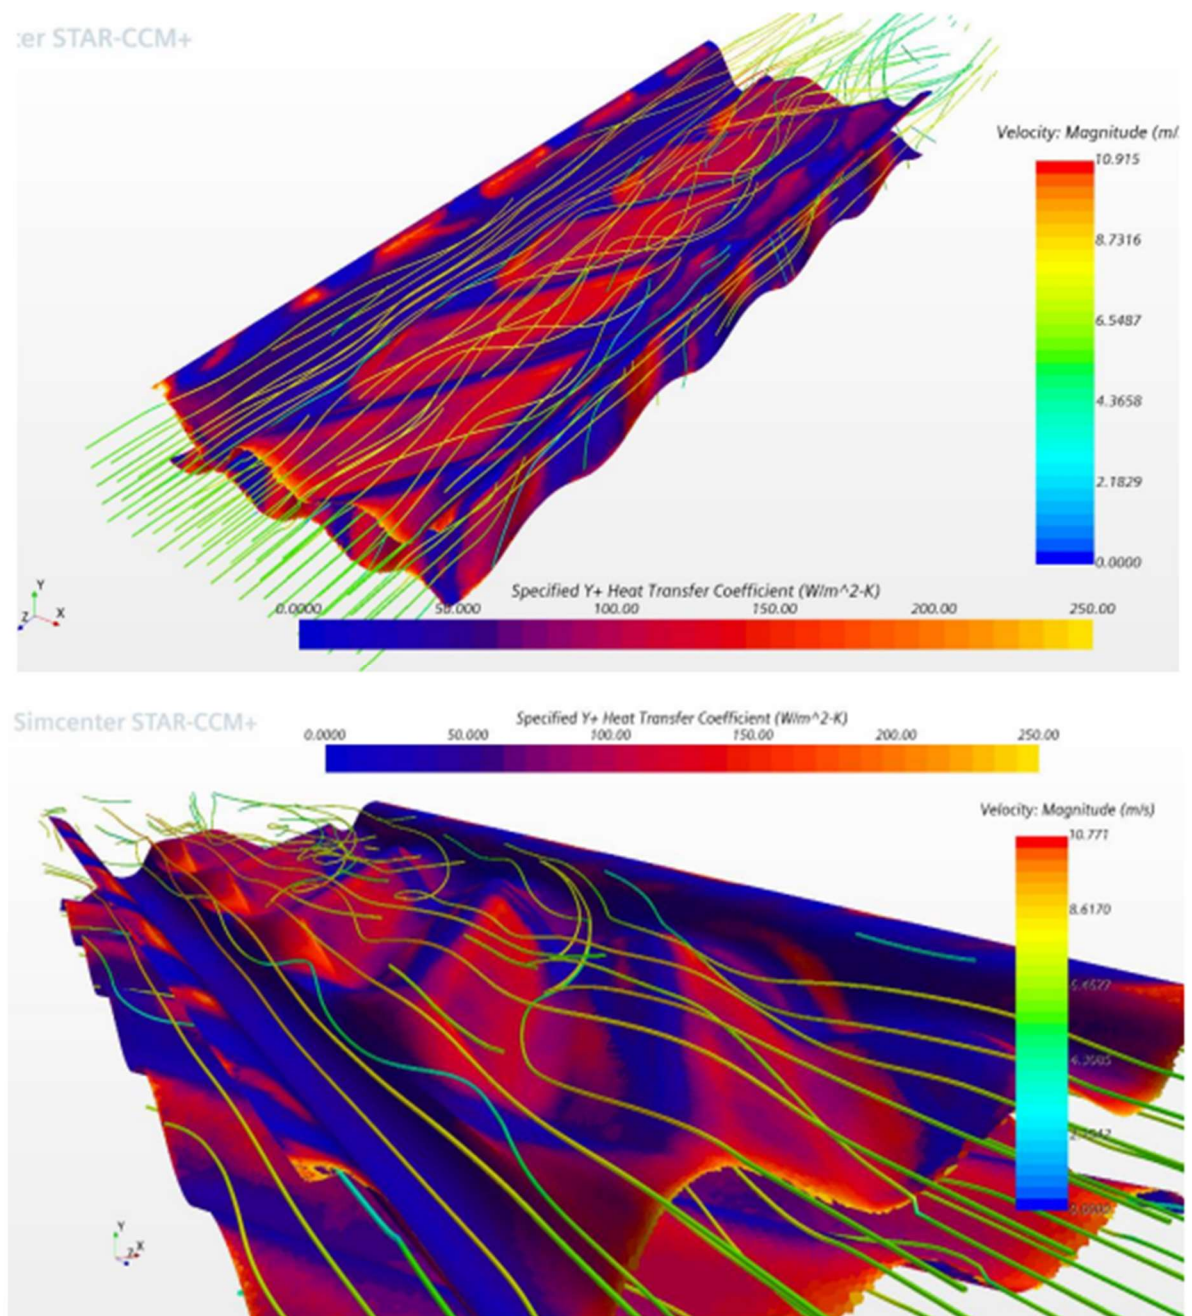 ter STAR-CCM+
Velocity: Magnitude (m/
10.915
8.7316
6.5487
4.3658
2.1829
0.0000
Y
Z X
Specified Y+ Heat Transfer Coefficient (W/m^2-K)
0.0000 50.000 100.00 150.00 200.00 250.00
Simcenter STAR-CCM+
Specified Y+ Heat Transfer Coefficient (W/m^2-K)
0.0000 50.000 100.00 150.00 200.00 250.00
Velocity: Magnitude (m/s)
10.771
8.6170
Y
Z X